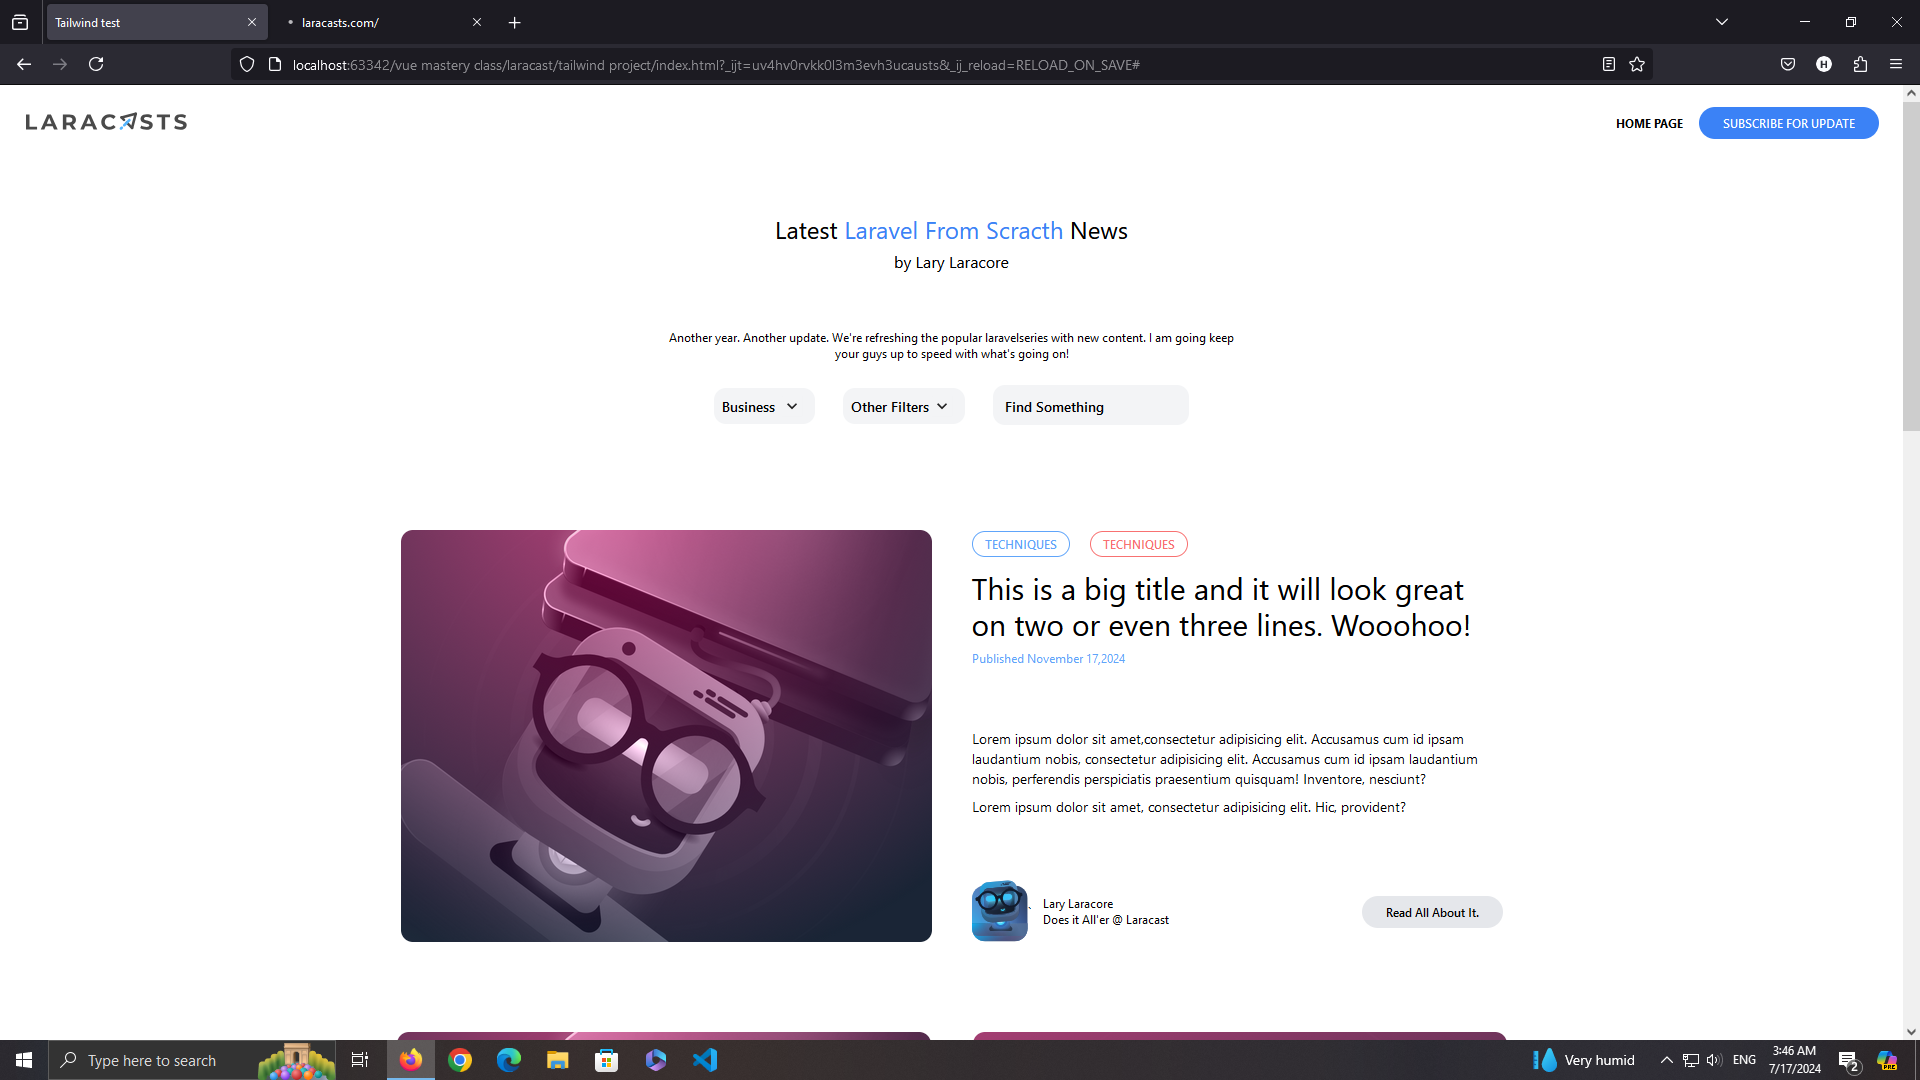 Tailwind test
laracasts.com/
localhost:63342/vue mastery class/laracast/tailwind project/index.html?_ijt=uv4hv0rvkk0l3m3evh3ucausts&_ij_reload=RELOAD_ON_SAVE#
H
LARACASTS
HOME PAGE
SUBSCRIBE FOR UPDATE
Latest Laravel From Scracth News
by Lary Laracore
Another year. Another update. We're refreshing the popular laravelseries with new content. I am going keep
your guys up to speed with what's going on!
Business
Other Filters
Find Something
TECHNIQUES
TECHNIQUES
This is a big title and it will look great
on two or even three lines. Wooohoo!
Published November 17,2024
Lorem ipsum dolor sit amet,consectetur adipisicing elit. Accusamus cum id ipsam
laudantium nobis, consectetur adipisicing elit. Accusamus cum id ipsam laudantium
nobis, perferendis perspiciatis praesentium quisquam! Inventore, nesciunt?
Lorem ipsum dolor sit amet, consectetur adipisicing elit. Hic, provident?
Lary Laracore
Does it All'er @ Laracast
Read All About It.
Type here to search
Very humid
ENG
3:46 AM
7/17/2024
2
PRE